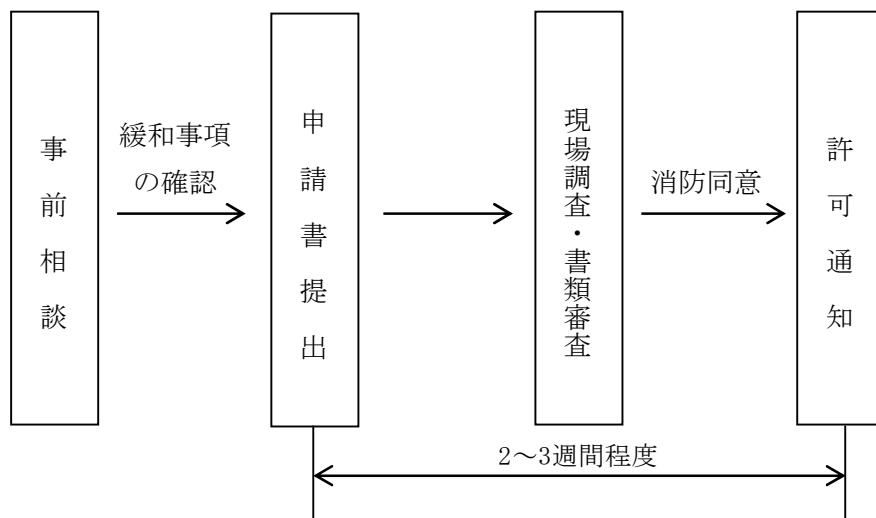 事前相談
緩和事項
の確認
申請書提出
現場調査・書類審査
消防同意
許可通知
2～3週間程度